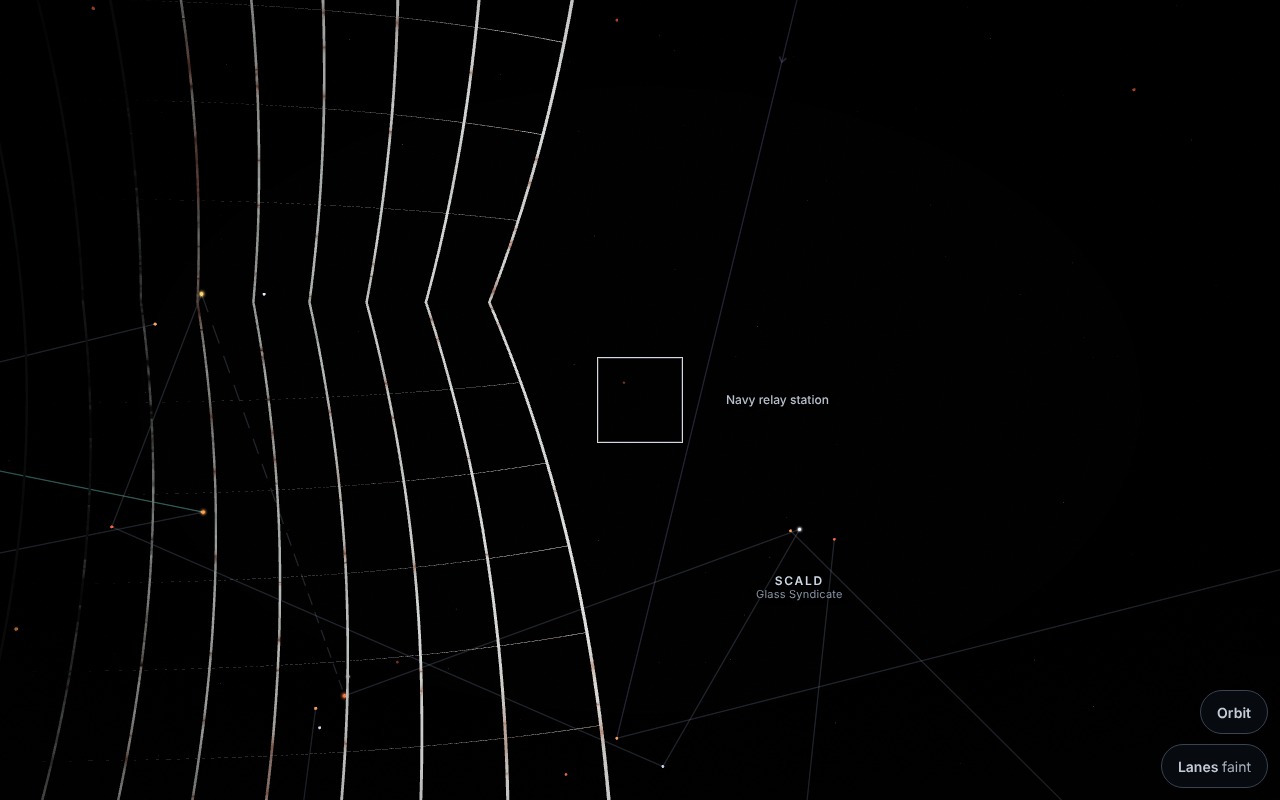 Navy relay station
SCALD
Glass Syndicate
Orbit
Lanes faint